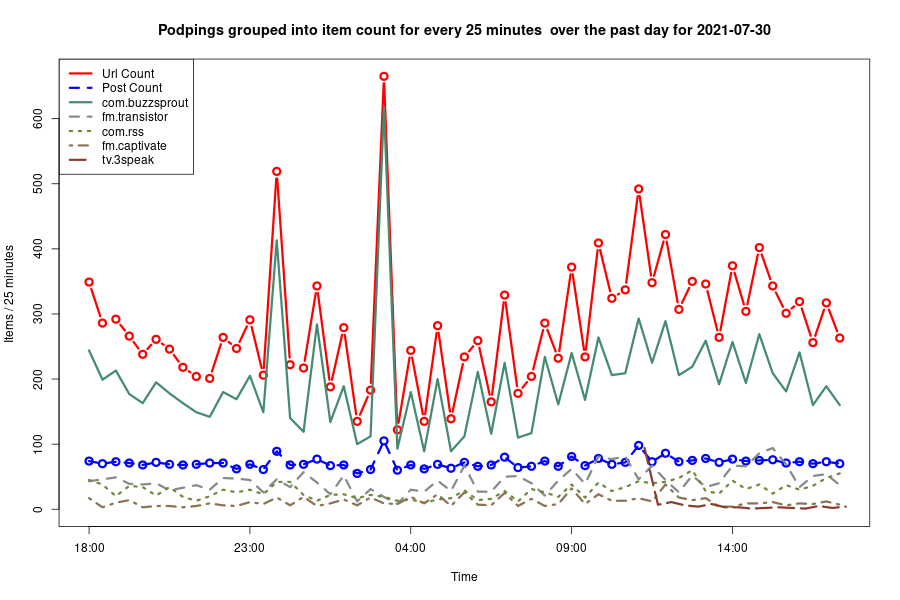 Podpings grouped into item count for every 25 minutes  over the past day for 2021-07-30
Url Count
Post Count
com.buzzsprout
fm.transistor
com.rss
fm.captivate
tv.3speak
600
500
400
300
200
100
0
Items / 25 minutes
18:00
23:00
04:00
09:00
14:00
Time